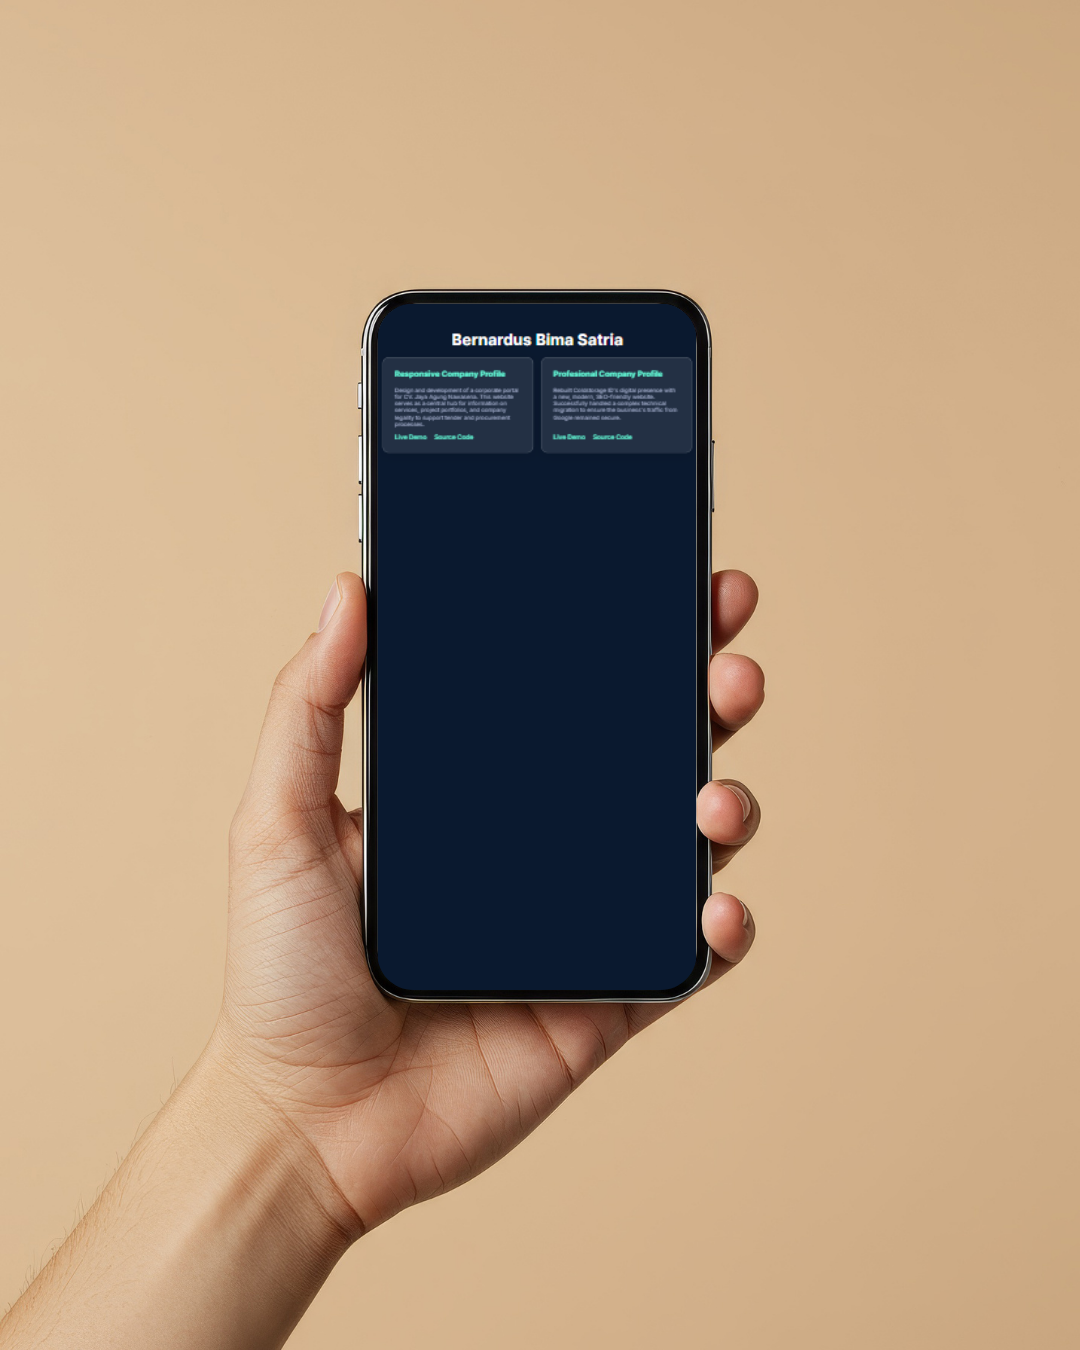 Bernardus Bima Satria
Responsive Company Profile
Design and development of a corporate portal
for CV. Jaya Agung Nawasena. This website
serves as a central hub for information on
services, project portfolios, and company
legality to support tender and procurement
processes.
Live Demo Source Code
Profesional Company Profile
Rebuilt ID's digital presence with
a new, modern, SEO-friendly website.
Successfully handled a complex technical
migration to ensure the business's traffic from
Google remained secure.
Live Demo Source Code